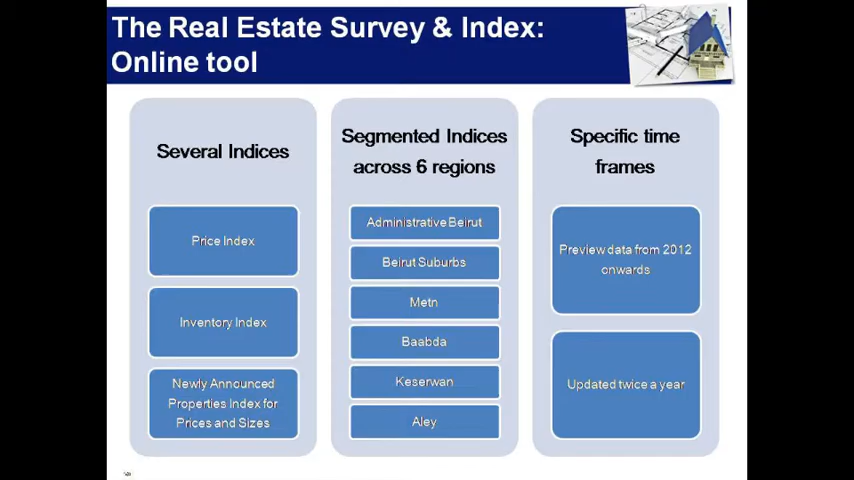 The Real Estate Survey & Index:
Online tool
Several Indices
Price Index
Inventory Index
Newly Announced
Properties Index for
Prices and Sizes
Segmented Indices
across 6 regions
Administrative Beirut
Beirut Suburbs
Metn
Baabda
Keserwan
Aley
Specific time
frames
Preview data from 2012
onwards
Updated twice a year